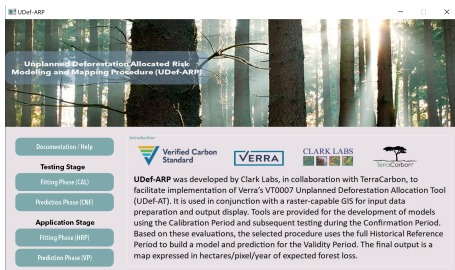 UDef-ARP
Unplanned Deforestation Allocated Risk
Modeling and Mapping Procedure (UDef-ARP)
Documentation / Help
Testing Stage
Fitting Phase (CAL)
Prediction Phase (CNF)
Application Stage
Fitting Phase (HRP)
Prediction Phase (VP)
Introduction
Verified Carbon
Standard
VERRA
CLARK LABS
TerraCarbon
UDef-ARP was developed by Clark Labs, in collaboration with TerraCarbon, to
facilitate implementation of Verra's VT0007 Unplanned Deforestation Allocation Tool
(UDef-AT). It is used in conjunction with a raster-capable GIS for input data
preparation and output display. Tools are provided for the development of models
using the Calibration Period and subsequent testing during the Confirmation Period.
Based on these evaluations, the selected procedure uses the full Historical Reference
Period to build a model and prediction for the Validity Period. The final output is a
map expressed in hectares/pixel/year of expected forest loss.